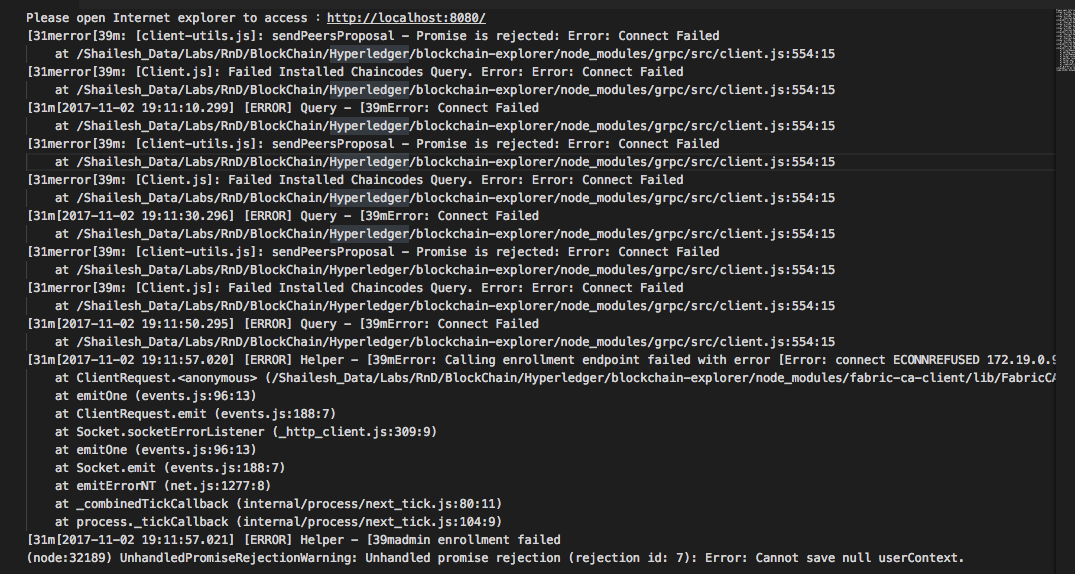 Please open Internet explorer to access : http://localhost:8080/
[31merror[39m: [client-utils.js]: sendPeersProposal - Promise is rejected: Error: Connect Failed
at /Shailesh_Data/Labs/RnD/BlockChain/Hyperledger/blockchain-explorer/node_modules/grpc/src/client.js:554:15
[31merror[39m: [Client.js]: Failed Installed Chaincodes Query. Error: Error: Connect Failed
at /Shailesh_Data/Labs/RnD/BlockChain/Hyperledger/blockchain-explorer/node_modules/grpc/src/client.js:554:15
[31m[2017-11-02 19:11:10.299] [ERROR] Query - [39mError: Connect Failed
at /Shailesh_Data/Labs/RnD/BlockChain/Hyperledger/blockchain-explorer/node_modules/grpc/src/client.js:554:15
[31merror[39m: [client-utils.js]: sendPeersProposal - Promise is rejected: Error: Connect Failed
at /Shailesh_Data/Labs/RnD/BlockChain/Hyperledger/blockchain-explorer/node_modules/grpc/src/client.js:554:15
[31merror[39m: [Client.js]: Failed Installed Chaincodes Query. Error: Error: Connect Failed
at /Shailesh_Data/Labs/RnD/BlockChain/Hyperledger/blockchain-explorer/node_modules/grpc/src/client.js:554:15
[31m[2017-11-02 19:11:30.296] [ERROR] Query - [39mError: Connect Failed
at /Shailesh_Data/Labs/RnD/BlockChain/Hyperledger/blockchain-explorer/node_modules/grpc/src/client.js:554:15
[31merror[39m: [client-utils.js]: sendPeersProposal - Promise is rejected: Error: Connect Failed
at /Shailesh_Data/Labs/RnD/BlockChain/Hyperledger/blockchain-explorer/node_modules/grpc/src/client.js:554:15
[31merror[39m: [Client.js]: Failed Installed Chaincodes Query. Error: Error: Connect Failed
at /Shailesh_Data/Labs/RnD/BlockChain/Hyperledger/blockchain-explorer/node_modules/grpc/src/client.js:554:15
[31m[2017-11-02 19:11:50.295] [ERROR] Query - [39mError: Connect Failed
at /Shailesh_Data/Labs/RnD/BlockChain/Hyperledger/blockchain-explorer/node_modules/grpc/src/client.js:554:15
[31m[2017-11-02 19:11:57.020] [ERROR] Helper - [39mError: Calling enrollment endpoint failed with error [Error: connect ECONNREFUSED 172.19.0.9
at ClientRequest.<anonymous> (/Shailesh_Data/Labs/RnD/BlockChain/Hyperledger/blockchain-explorer/node_modules/fabric-ca-client/lib/FabricCA
at emitOne (events.js:96:13)
at ClientRequest.emit (events.js:188:7)
at Socket.socketErrorListener (_http_client.js:309:9)
at emitOne (events.js:96:13)
at Socket.emit (events.js:188:7)
at emitErrorNT (net.js:1277:8)
at _combinedTickCallback (internal/process/next_tick.js:80:11)
at process._tickCallback (internal/process/next_tick.js:104:9)
[31m[2017-11-02 19:11:57.021] [ERROR] Helper - [39madmin enrollment failed
(node:32189) UnhandledPromiseRejectionWarning: Unhandled promise rejection (rejection id: 7): Error: Cannot save null userContext.